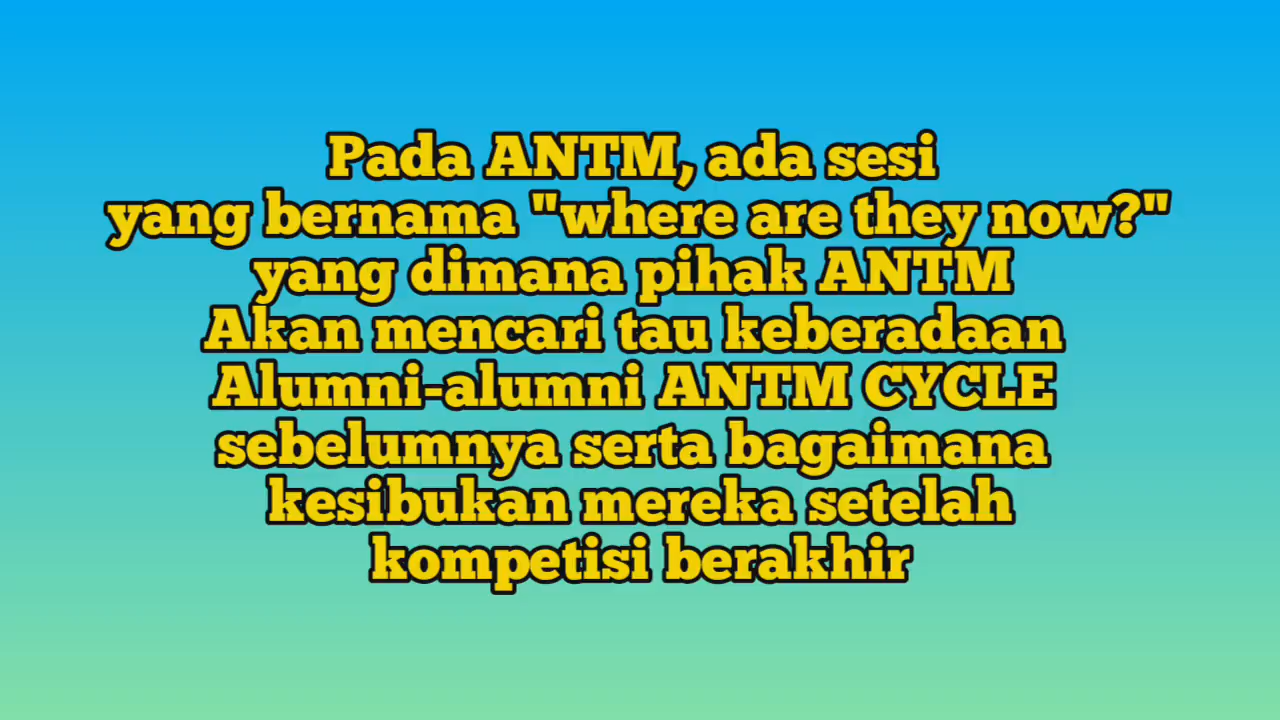 Pada ANTM, ada sesi
yang bernama "where are they now?"
yang dimana pihak ANTM
Akan mencari tau keberadaan
Alumni-alumni ANTM CYCLE
sebelumnya serta bagaimana
kesibukan mereka setelah
kompetisi berakhir